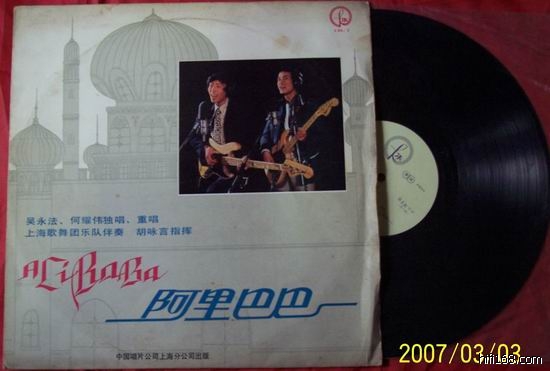 吴永法、何耀伟独唱、重唱
上海歌舞团乐队伴奏 胡咏言指挥
ALiBaBa
阿里巴巴
中国唱片公司上海分公司出版
2007/03/03
hifi168.com